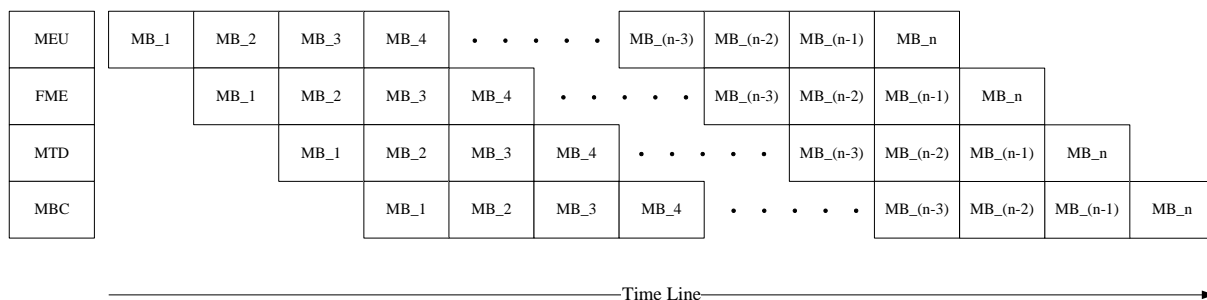 MEU MB_1 MB_2 MB_3 MB_4 . . . . . MB_(n-3) MB_(n-2) MB_(n-1) MB_n
FME MB_1 MB_2 MB_3 MB_4 . . . . . MB_(n-3) MB_(n-2) MB_(n-1) MB_n
MTD MB_1 MB_2 MB_3 MB_4 . . . . . MB_(n-3) MB_(n-2) MB_(n-1) MB_n
MBC MB_1 MB_2 MB_3 MB_4 . . . . . MB_(n-3) MB_(n-2) MB_(n-1) MB_n
Time Line